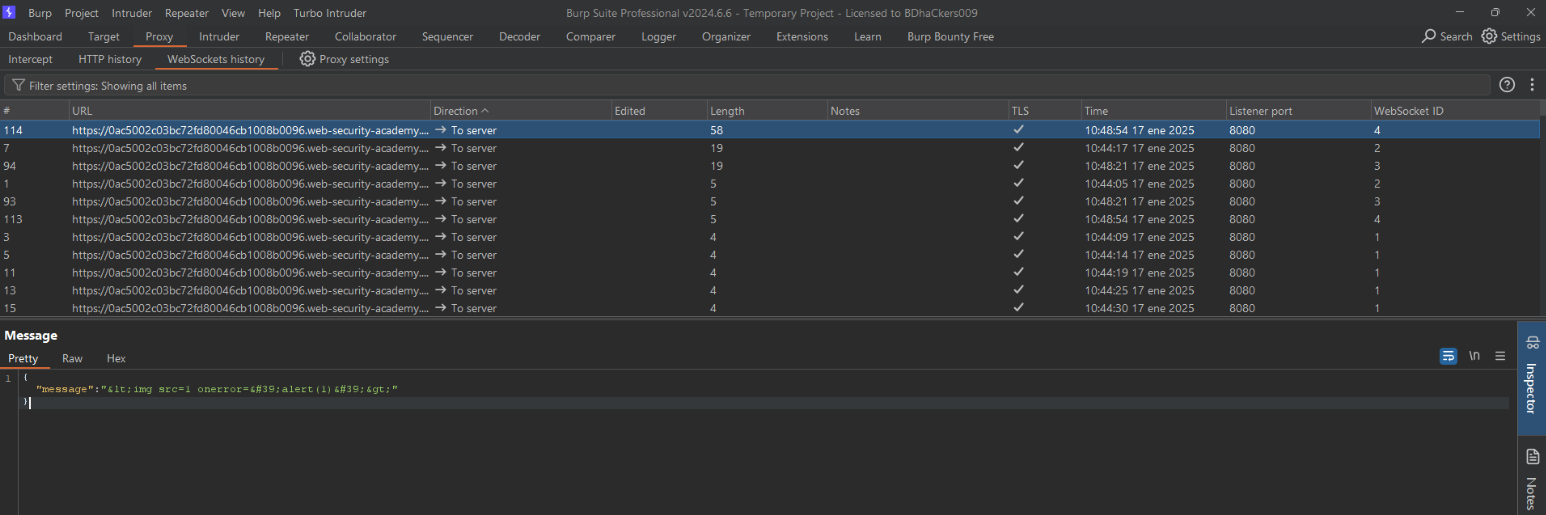 Burp Project Intruder Repeater View Help Turbo Intruder Burp Suite Professional v2024.6.6 - Temporary Project - Licensed to BDhaCkers009
Dashboard Target Proxy Intruder Repeater Collaborator Sequencer Decoder Comparer Logger Organizer Extensions Learn Burp Bounty Free Search Settings
Intercept HTTP history WebSockets history Proxy settings
Filter settings: Showing all items
# URL Direction Edited Length Notes TLS Time Listener port WebSocket ID
114 https://0ac5002c03bc72fd80046cb1008b0096.web-security-academy.... → To server 58 ✓ 10:48:54 17 ene 2025 8080 4
7 https://0ac5002c03bc72fd80046cb1008b0096.web-security-academy.... → To server 19 ✓ 10:44:17 17 ene 2025 8080 2
94 https://0ac5002c03bc72fd80046cb1008b0096.web-security-academy.... → To server 19 ✓ 10:48:21 17 ene 2025 8080 3
1 https://0ac5002c03bc72fd80046cb1008b0096.web-security-academy.... → To server 5 ✓ 10:44:05 17 ene 2025 8080 2
93 https://0ac5002c03bc72fd80046cb1008b0096.web-security-academy.... → To server 5 ✓ 10:48:21 17 ene 2025 8080 3
113 https://0ac5002c03bc72fd80046cb1008b0096.web-security-academy.... → To server 5 ✓ 10:48:54 17 ene 2025 8080 4
3 https://0ac5002c03bc72fd80046cb1008b0096.web-security-academy.... → To server 4 ✓ 10:44:09 17 ene 2025 8080 1
5 https://0ac5002c03bc72fd80046cb1008b0096.web-security-academy.... → To server 4 ✓ 10:44:14 17 ene 2025 8080 1
11 https://0ac5002c03bc72fd80046cb1008b0096.web-security-academy.... → To server 4 ✓ 10:44:19 17 ene 2025 8080 1
13 https://0ac5002c03bc72fd80046cb1008b0096.web-security-academy.... → To server 4 ✓ 10:44:25 17 ene 2025 8080 1
15 https://0ac5002c03bc72fd80046cb1008b0096.web-security-academy.... → To server 4 ✓ 10:44:30 17 ene 2025 8080 1
Message
Pretty Raw Hex \n
1 {
"message":"&lt;img src=1 onerror=&#39;alert(1)&#39;&gt;"
}
Inspector
Notes